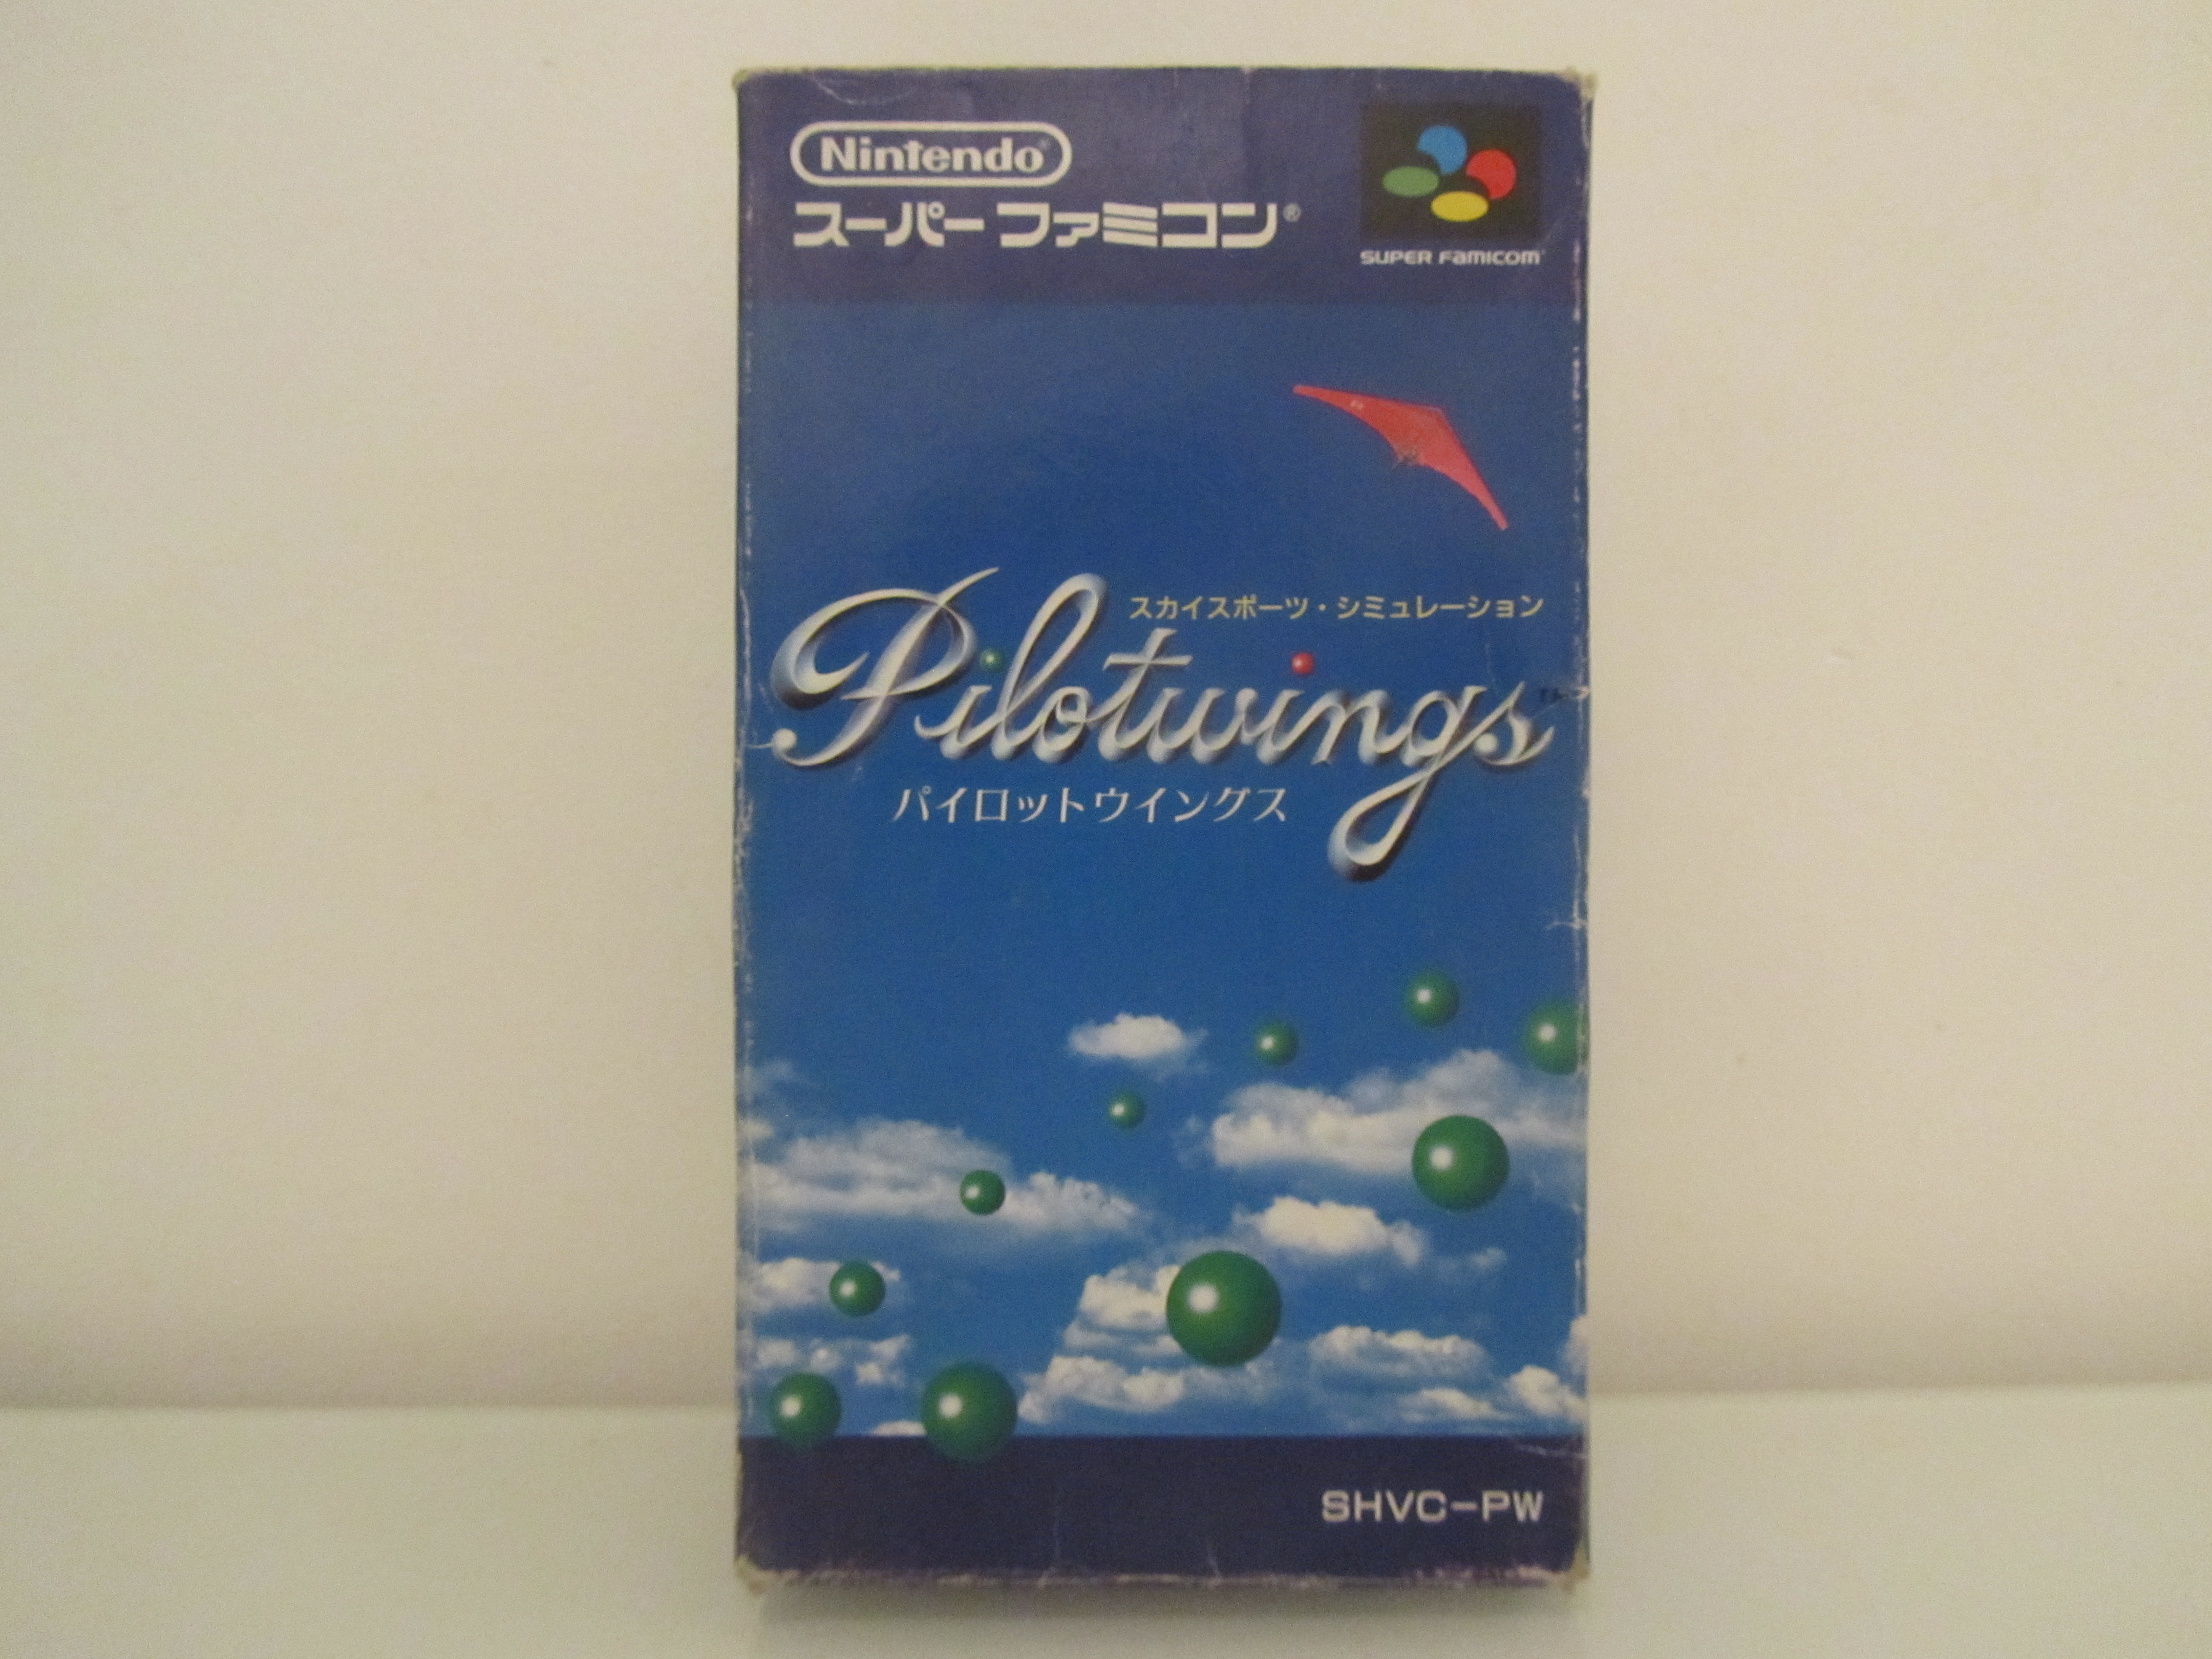 Nintendo®
スーパーファミコン®
SUPER FAMICOM
スカイスポーツ・シミュレーション
Pilotwings™
パイロットウイングス
SHVC-PW